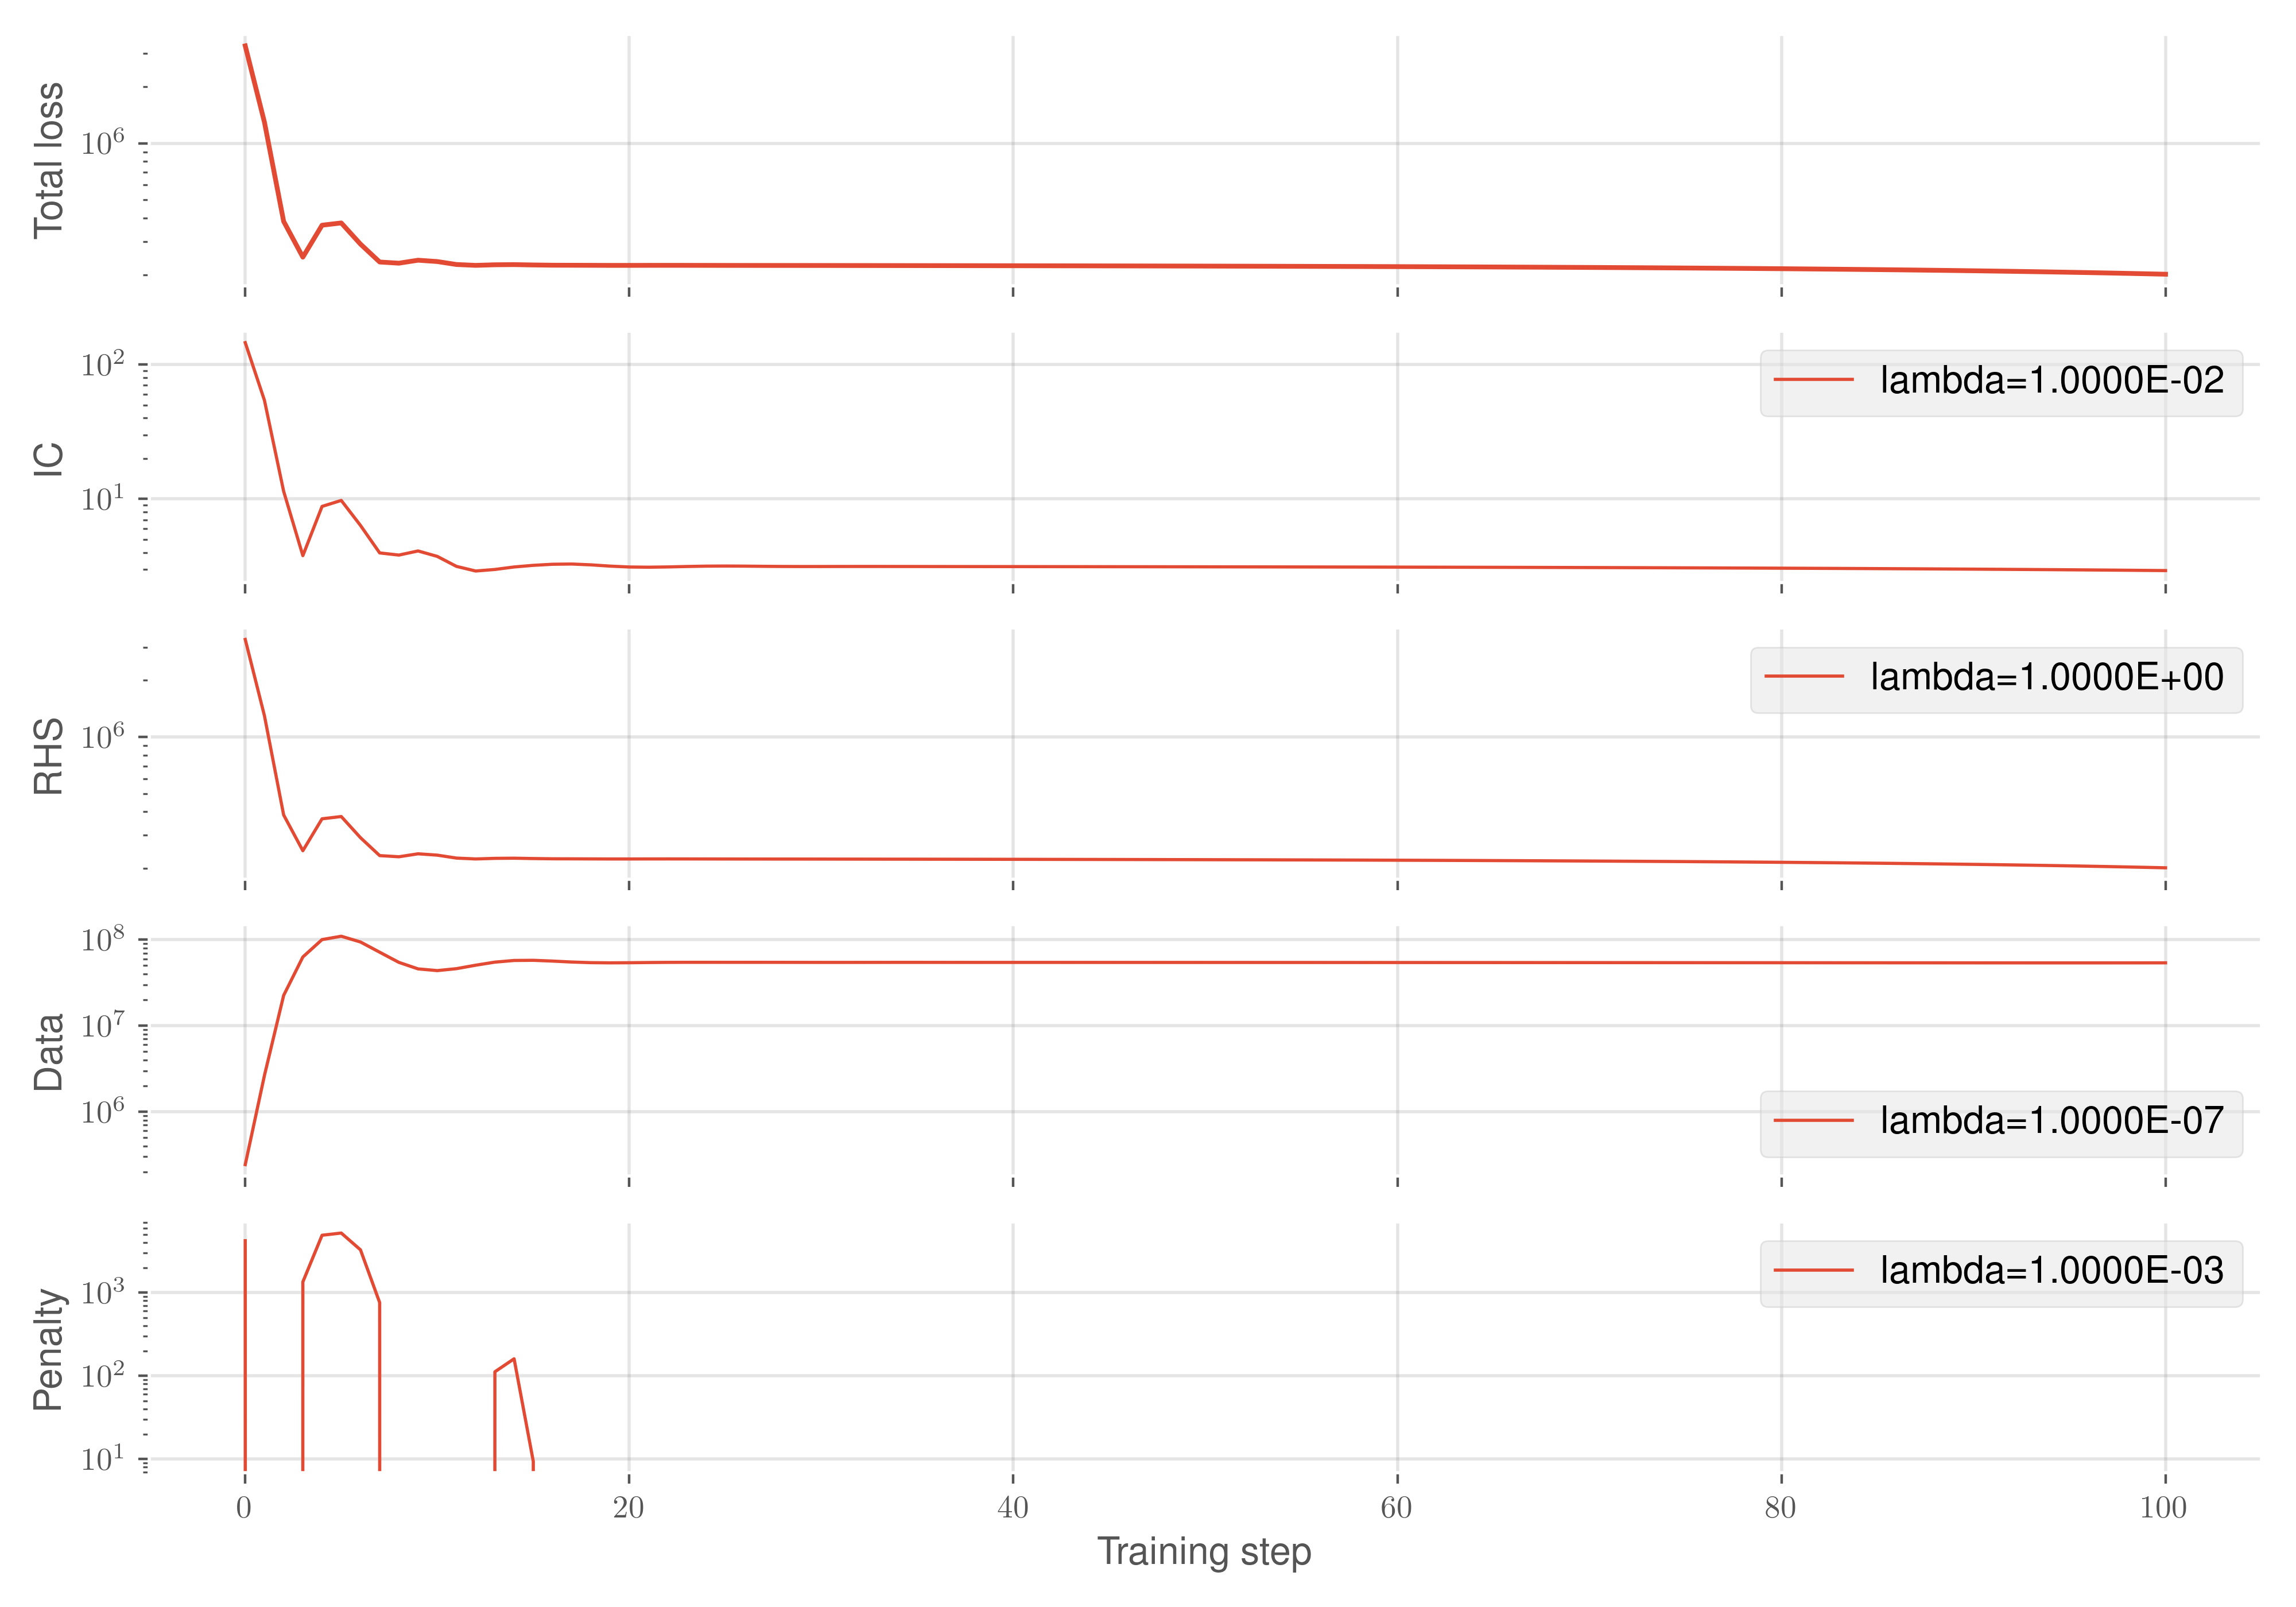 Total loss
10^6
IC
10^2
10^1
lambda=1.0000E-02
RHS
10^6
lambda=1.0000E+00
Data
10^8
10^7
10^6
lambda=1.0000E-07
Penalty
10^3
10^2
10^1
lambda=1.0000E-03
0 20 40 60 80 100
Training step